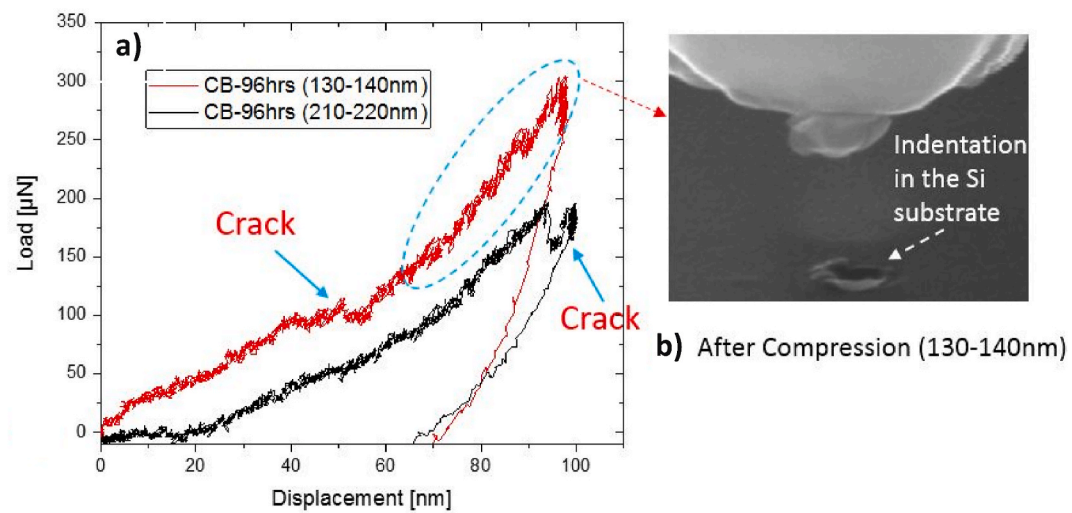 a)
CB-96hrs (130-140nm)
CB-96hrs (210-220nm)
350
300
250
200
150
100
50
0
Load [µN]
Crack
Crack
0 20 40 60 80 100
Displacement [nm]
Indentation
in the Si
substrate
b) After Compression (130-140nm)